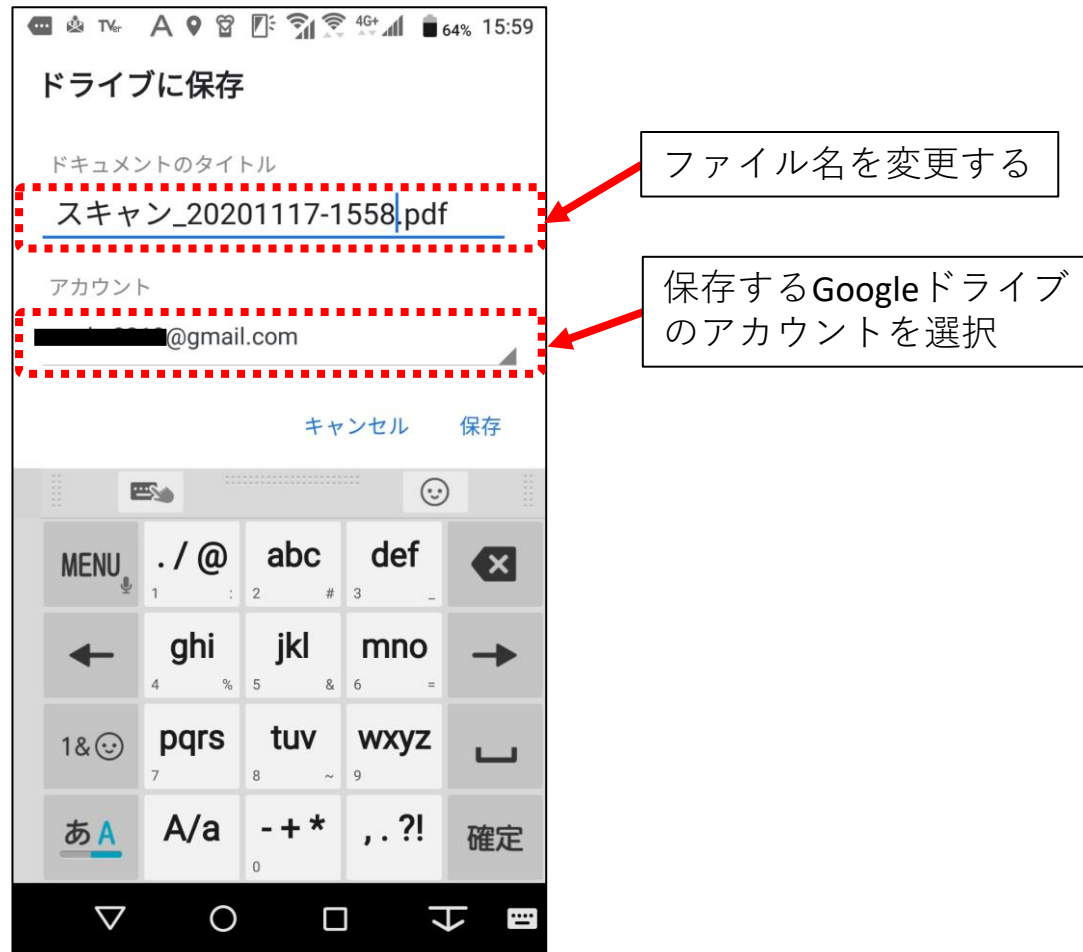 TVer A 4G+ 64% 15:59
ドライブに保存
ドキュメントのタイトル
スキャン_20201117-1558.pdf
アカウント
@gmail.com
キャンセル 保存
MENU . / @ abc def
1 : 2 # 3 _
ghi jkl mno
4 % 5 & 6 =
1& pqrs tuv wxyz
7 8 ~ 9
あA A/a - + * , . ?! 確定
0
ファイル名を変更する
保存するGoogleドライブ
のアカウントを選択